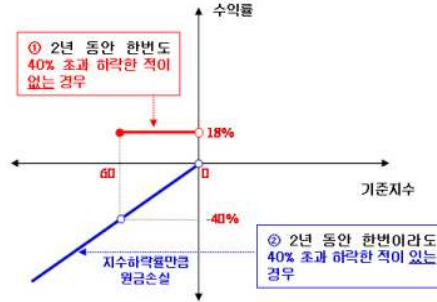 수익률
① 2년 동안 한번도
40% 초과 하락한 적이
없는 경우
18%
60
0
기준지수
-40%
지수하락률만큼
원금손실
② 2년 동안 한번이라도
40% 초과 하락한 적이 있는
경우